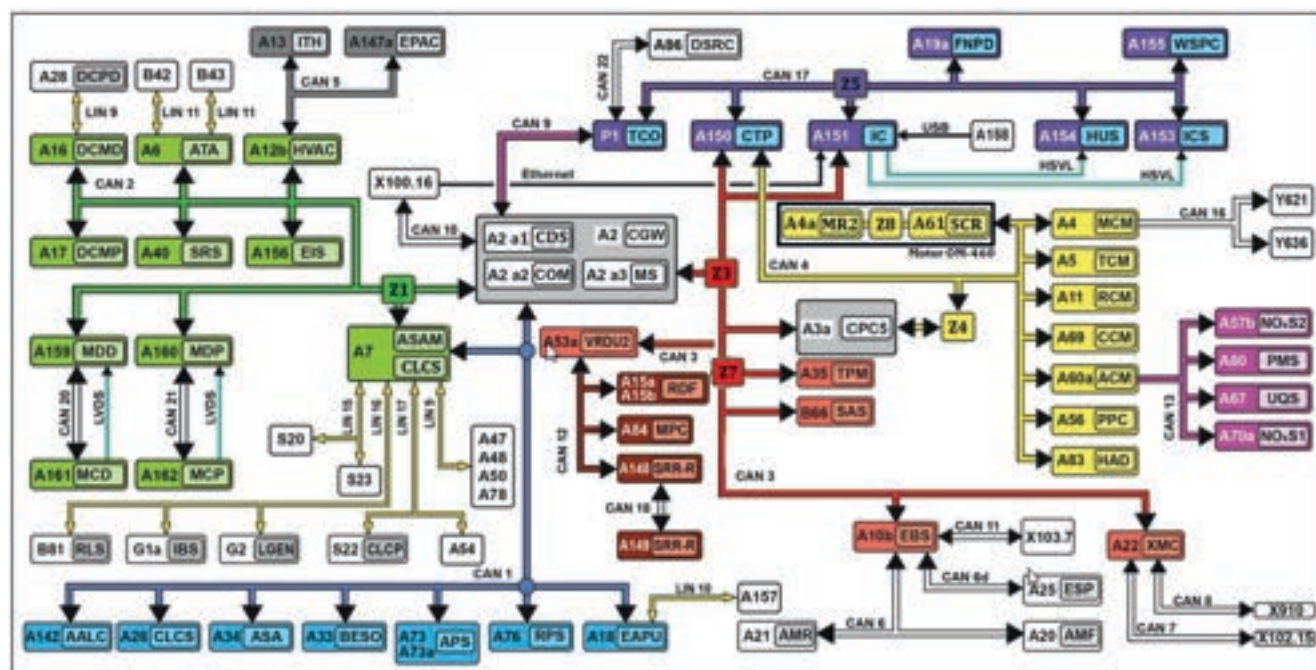 A13 ITH
A147a EPAC
A86 DSRC
A19a FNPD
A155 WSPC
A28 DCPD
B42
B43
CAN 5
CAN 22
CAN 17
Z5
LIN 9
LIN 11
LIN 11
CAN 9
P1 TCO
A150 CTP
A151 IC
USB
A168
A154 HUS
A153 ICS
A16 DCMD
A6 ATA
A12b HVAC
HSVL
HSVL
CAN 2
X100.16
Ethernet
Y621
CAN 10
A4a MR2
Z8
A61 SCR
A4 MCM
CAN 16
A17 DCMP
A40 SRS
A156 EIS
A2 a1 CDS
A2 CGW
Motor OM-460
Y636
A2 a2 COM
A2 a3 MS
Z3
CAN 4
A5 TCM
Z1
A11 RCM
A3a CPC5
Z4
A57b NOxS2
A159 MDD
A160 MDP
A7
ASAM
CLCS
A53a VRDU2
CAN 3
A69 CCM
A80 PMS
A15a
A15b
RDF
Z7
A35 TPM
A60a ACM
A67 UQS
CAN 20
LVDS
CAN 21
LVDS
LIN 15
LIN 16
LIN 17
LIN 5
B66 SAS
CAN 13
S20
A47
A48
A50
A78
A84 MPC
A56 PPC
A70a NOxS1
CAN 12
A161 MCD
A162 MCP
S23
A148 SRR-R
A83 HAD
CAN 3
CAN 18
B81 RLS
G1a IBS
G2 LGEN
S22 CLCP
A54
A149 SRR-R
A10b EBS
CAN 11
X103.7
A22 XMC
CAN 1
CAN 6d
LIN 10
A157
A25 ESP
CAN 8
X910
A142 AALC
A26 CLCS
A34 ASA
A33 BESO
A73
A73a
APS
A76 RPS
A18 EAPU
A21 AMR
CAN 6
A20 AMF
CAN 7